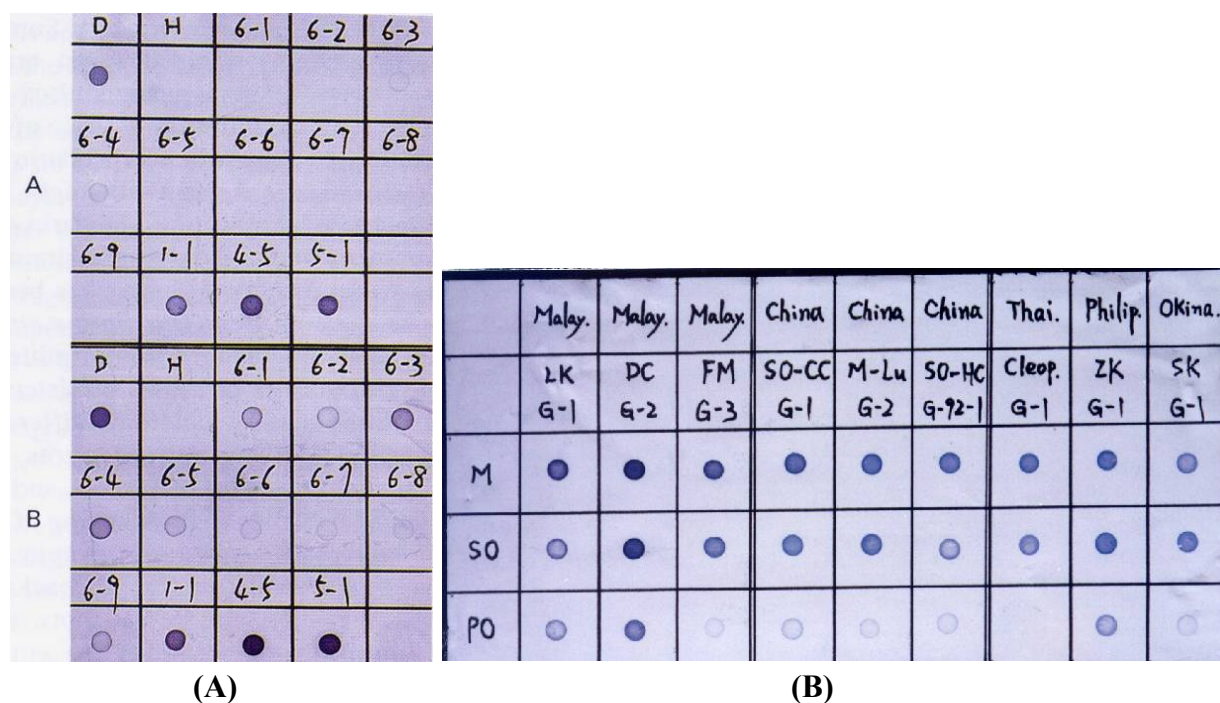 D H 6-1 6-2 6-3
6-4 6-5 6-6 6-7 6-8
A
6-9 1-1 4-5 5-1
D H 6-1 6-2 6-3
6-4 6-5 6-6 6-7 6-8
B
6-9 1-1 4-5 5-1
(A)
Malay. Malay. Malay. China China China Thai. Philip. Okina.
LK PC FM SO-CC M-Lu SO-HC Cleop. ZK SK
G-1 G-2 G-3 G-1 G-2 G-92-1 G-1 G-1 G-1
M
SO
PO
(B)